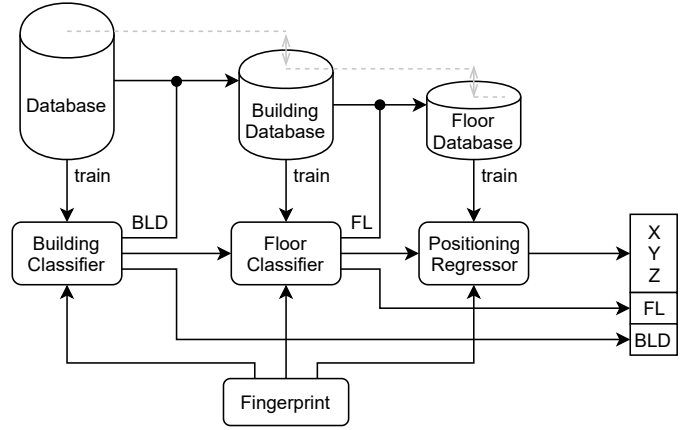 Database
Building
Database
Floor
Database
train
train
train
BLD
FL
Building
Classifier
Floor
Classifier
Positioning
Regressor
X
Y
Z
FL
BLD
Fingerprint